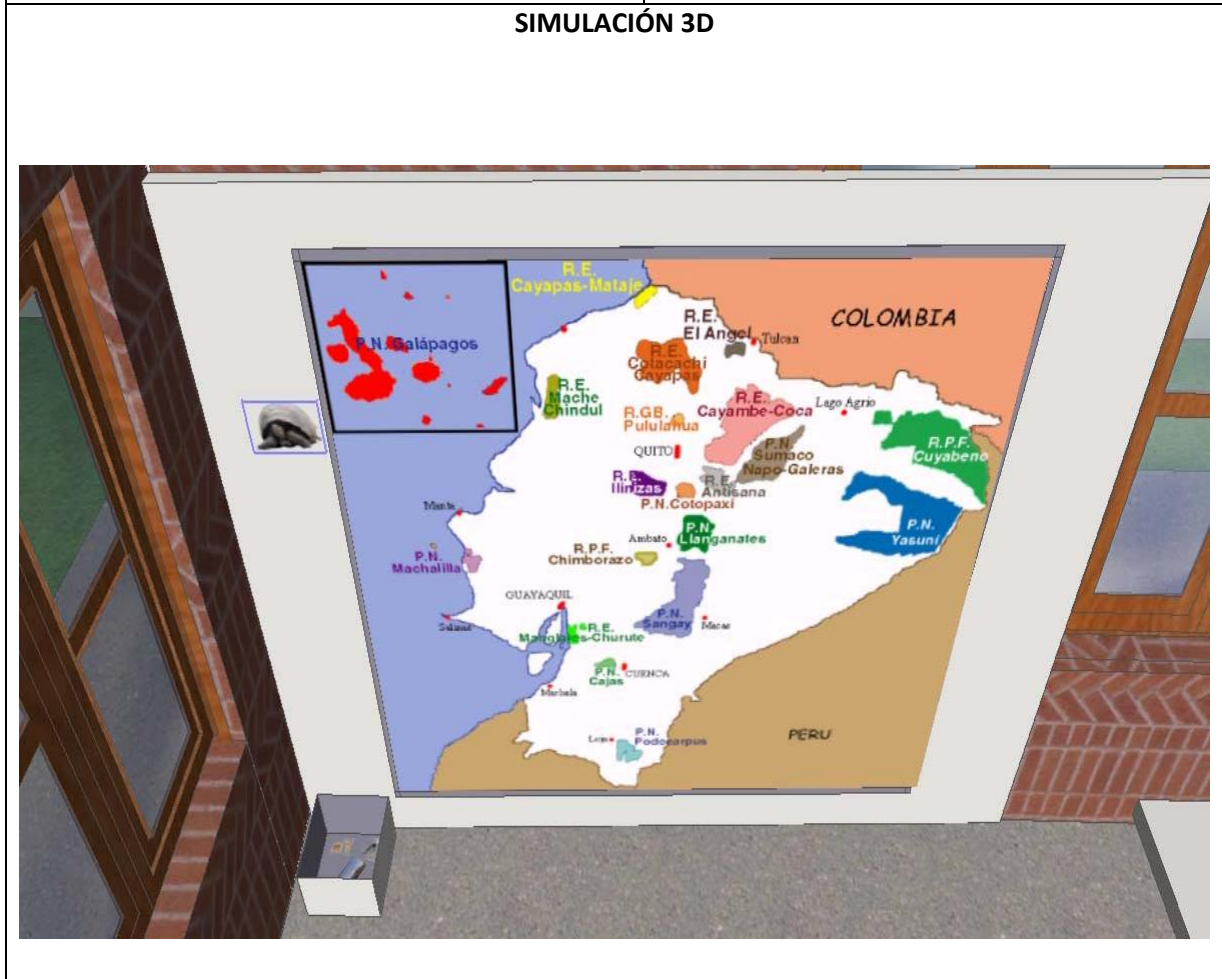 SIMULACIÓN 3D
R.E.
Cayapas-Mataje
P.N. Galápagos
R.E.
El Angel
Tulcan
COLOMBIA
R.E.
Cotacachi
Cayapas
R.E.
Mache
Chindul
R.E.
Cayambe-Coca
Lago Agrio
R.GB.
Pululahua
R.P.F.
Cuyabeno
QUITO
P.N.
Sumaco
Napo-Galeras
R.E.
Ilinizas
R.E.
Antisana
P.N.Cotopaxi
Manta
P.N.
Yasuní
P.N.
Llanganates
Ambato
R.P.F.
Chimborazo
P.N.
Machalilla
GUAYAQUIL
P.N.
Sangay
Macas
Salinas
R.E.
Manglares-Churute
P.N.
Cajas
CUENCA
Machala
P.N.
Podocarpus
Loja
PERU